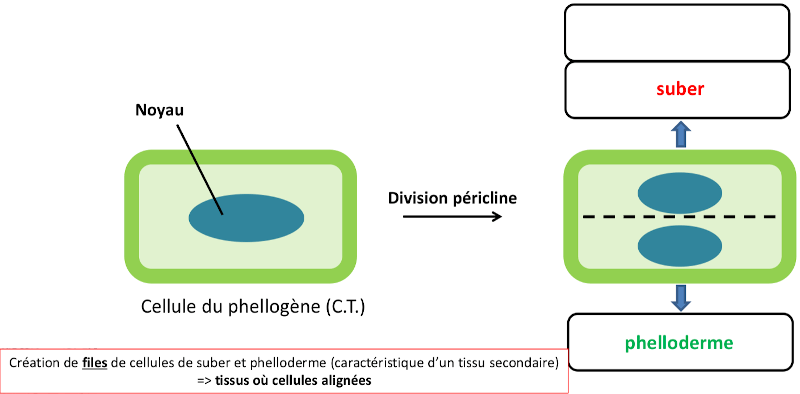 suber
Noyau
Division péricline
Cellule du phellogène (C.T.)
phelloderme
Création de files de cellules de suber et phelloderme (caractéristique d'un tissu secondaire)
=> tissus où cellules alignées